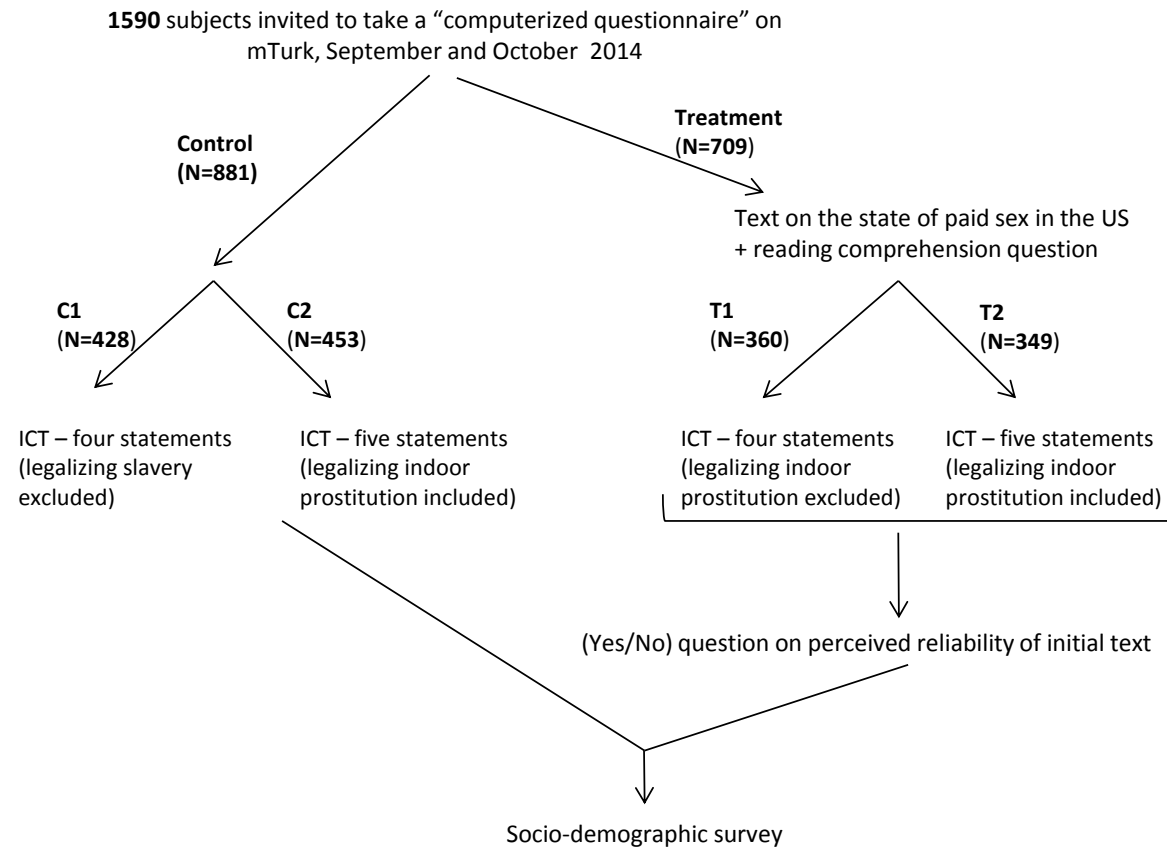 1590 subjects invited to take a “computerized questionnaire” on
mTurk, September and October 2014
Control
(N=881)
Treatment
(N=709)
Text on the state of paid sex in the US
+ reading comprehension question
C1
(N=428)
C2
(N=453)
T1
(N=360)
T2
(N=349)
ICT – four statements
(legalizing slavery
excluded)
ICT – five statements
(legalizing indoor
prostitution included)
ICT – four statements
(legalizing indoor
prostitution excluded)
ICT – five statements
(legalizing indoor
prostitution included)
(Yes/No) question on perceived reliability of initial text
Socio-demographic survey